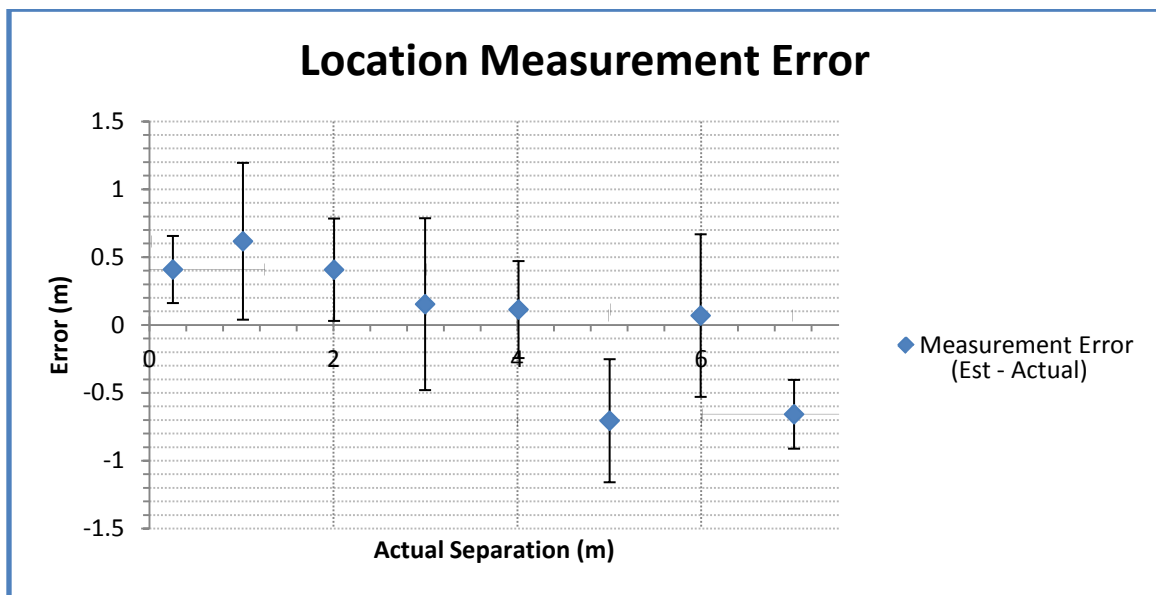 Location Measurement Error
1.5
1
0.5
0
-0.5
-1
-1.5
0
2
4
6
Error (m)
Actual Separation (m)
Measurement Error
(Est - Actual)